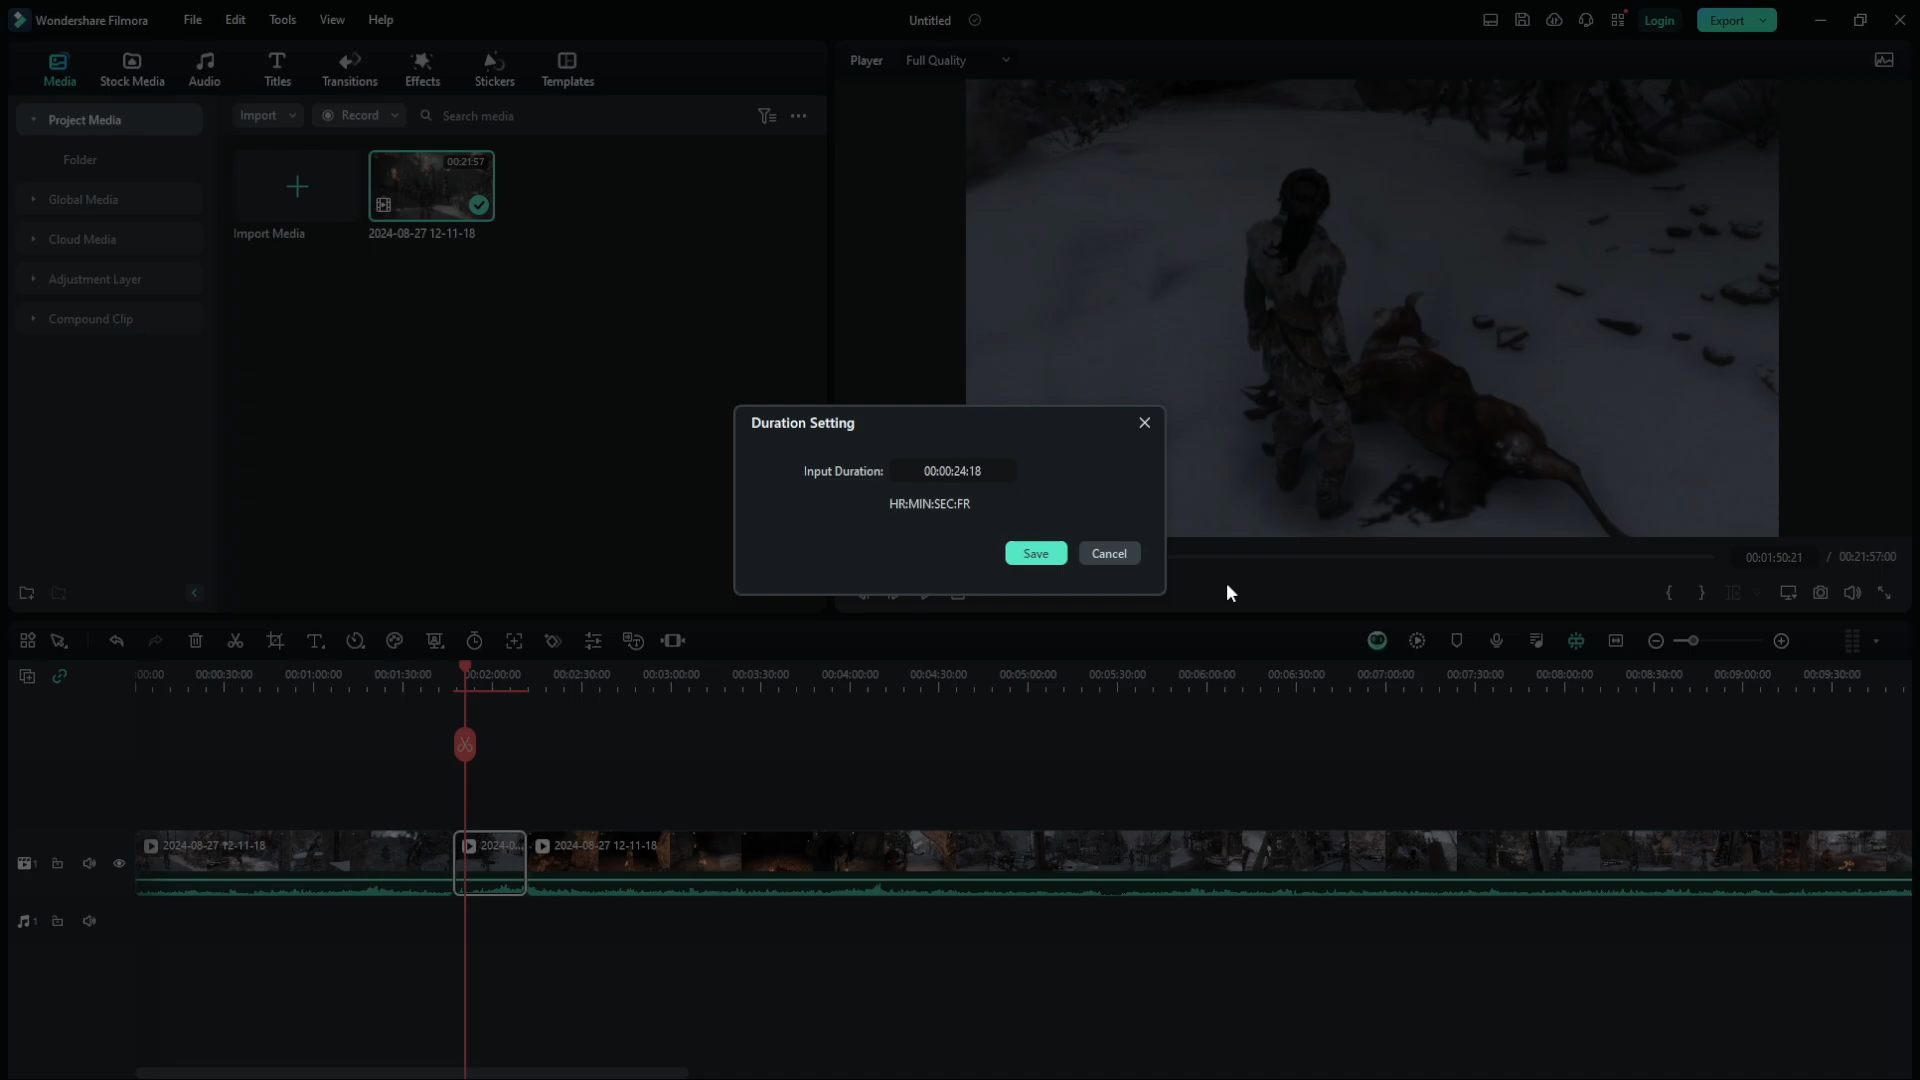 Wondershare Filmora File Edit Tools View Help Untitled Login Export
Media Stock Media Audio Titles Transitions Effects Stickers Templates
Player Full Quality
Project Media
Import Record Search media
Folder
Global Media
Cloud Media
Adjustment Layer
Compound Clip
00:21:57
Import Media 2024-08-27 12-11-18
Duration Setting
Input Duration: 00:00:24:18
HR:MIN:SEC:FR
Save Cancel
00:01:50:21 / 00:21:57:00
:00:00 00:00:30:00 00:01:00:00 00:01:30:00 00:02:00:00 00:02:30:00 00:03:00:00 00:03:30:00 00:04:00:00 00:04:30:00 00:05:00:00 00:05:30:00 00:06:00:00 00:06:30:00 00:07:00:00 00:07:30:00 00:08:00:00 00:08:30:00 00:09:00:00 00:09:30:00
2024-08-27 12-11-18 2024-0... 2024-08-27 12-11-18
1
1